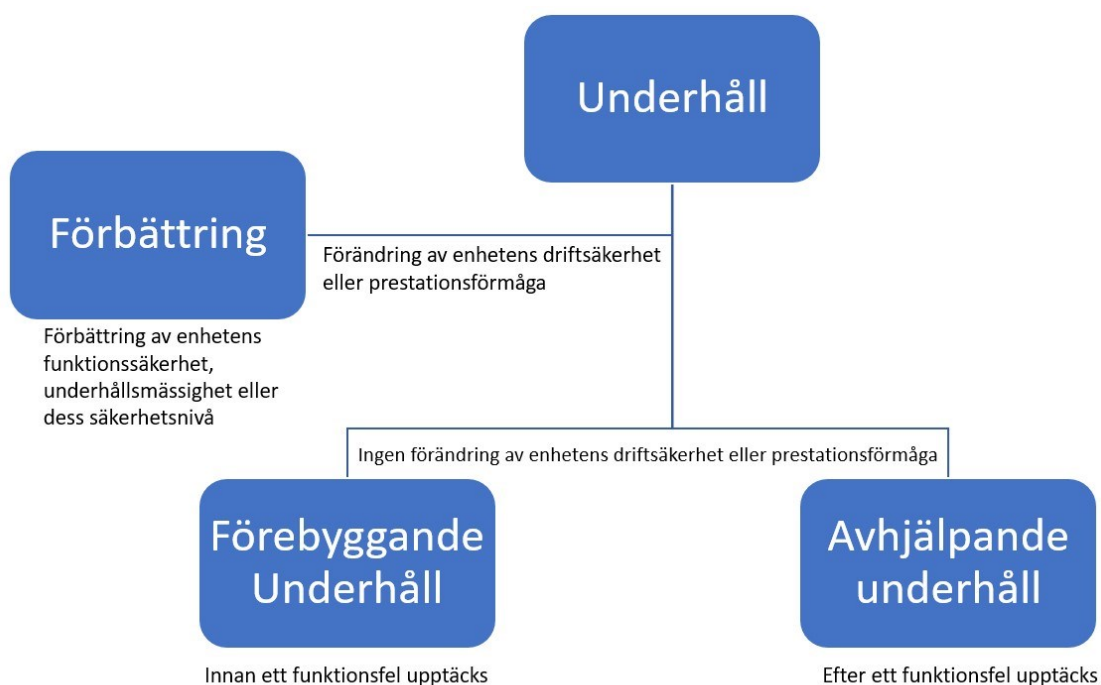 Underhåll
Förbättring
Förändring av enhetens driftsäkerhet
eller prestationsförmåga
Förbättring av enhetens
funktionssäkerhet,
underhållsmässighet eller
dess säkerhetsnivå
Ingen förändring av enhetens driftsäkerhet eller prestationsförmåga
Förebyggande
Underhåll
Innan ett funktionsfel upptäcks
Avhjälpande
underhåll
Efter ett funktionsfel upptäcks